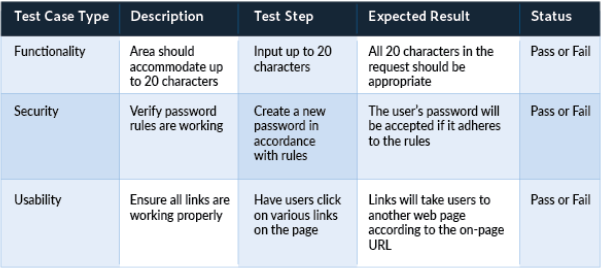 Test Case Type Description Test Step Expected Result Status
Functionality Area should Input up to 20 All 20 characters in the Pass or Fail
accommodate up characters request should be
to 20 characters appropriate
Security Verify password Create a new The user's password will Pass or Fail
rules are working password in be accepted if it adheres
accordance to the rules
with rules
Usability Ensure all links are Have users click Links will take users to Pass or Fail
working properly on various links another web page
on the page according to the on-page
URL